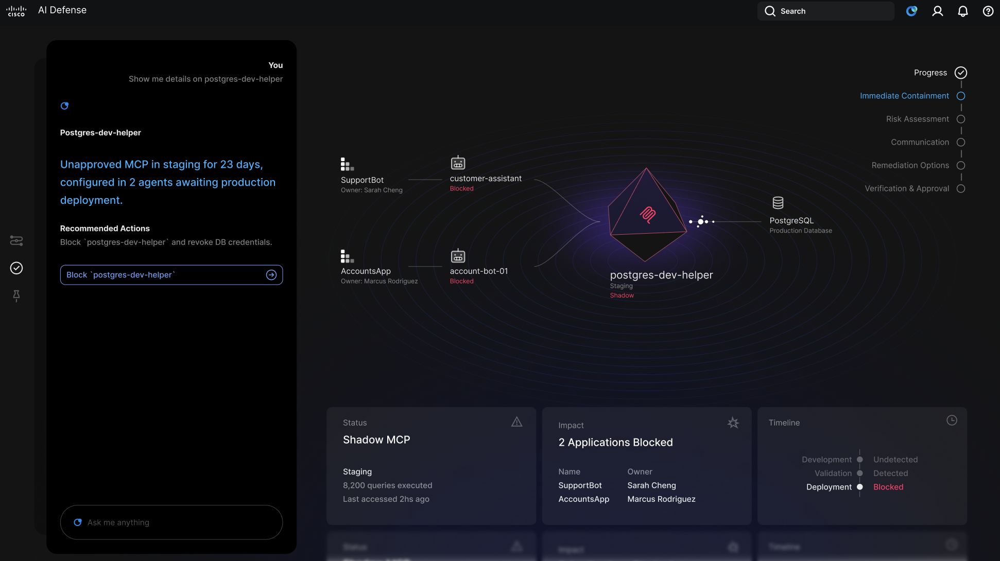 CISCO
AI Defense
Search
You
Show me details on postgres-dev-helper
Postgres-dev-helper
Unapproved MCP in staging for 23 days,
configured in 2 agents awaiting production
deployment.
Recommended Actions
Block `postgres-dev-helper` and revoke DB credentials.
Block `postgres-dev-helper`
Ask me anything
Progress
Immediate Containment
Risk Assessment
Communication
Remediation Options
Verification & Approval
SupportBot
Owner: Sarah Cheng
customer-assistant
Blocked
AccountsApp
Owner: Marcus Rodriguez
account-bot-01
Blocked
postgres-dev-helper
Staging
Shadow
PostgreSQL
Production Database
Status
Shadow MCP
Staging
8,200 queries executed
Last accessed 2hs ago
Impact
2 Applications Blocked
Name Owner
SupportBot Sarah Cheng
AccountsApp Marcus Rodriguez
Timeline
Development Undetected
Validation Detected
Deployment Blocked
Status
Impact
Timeline